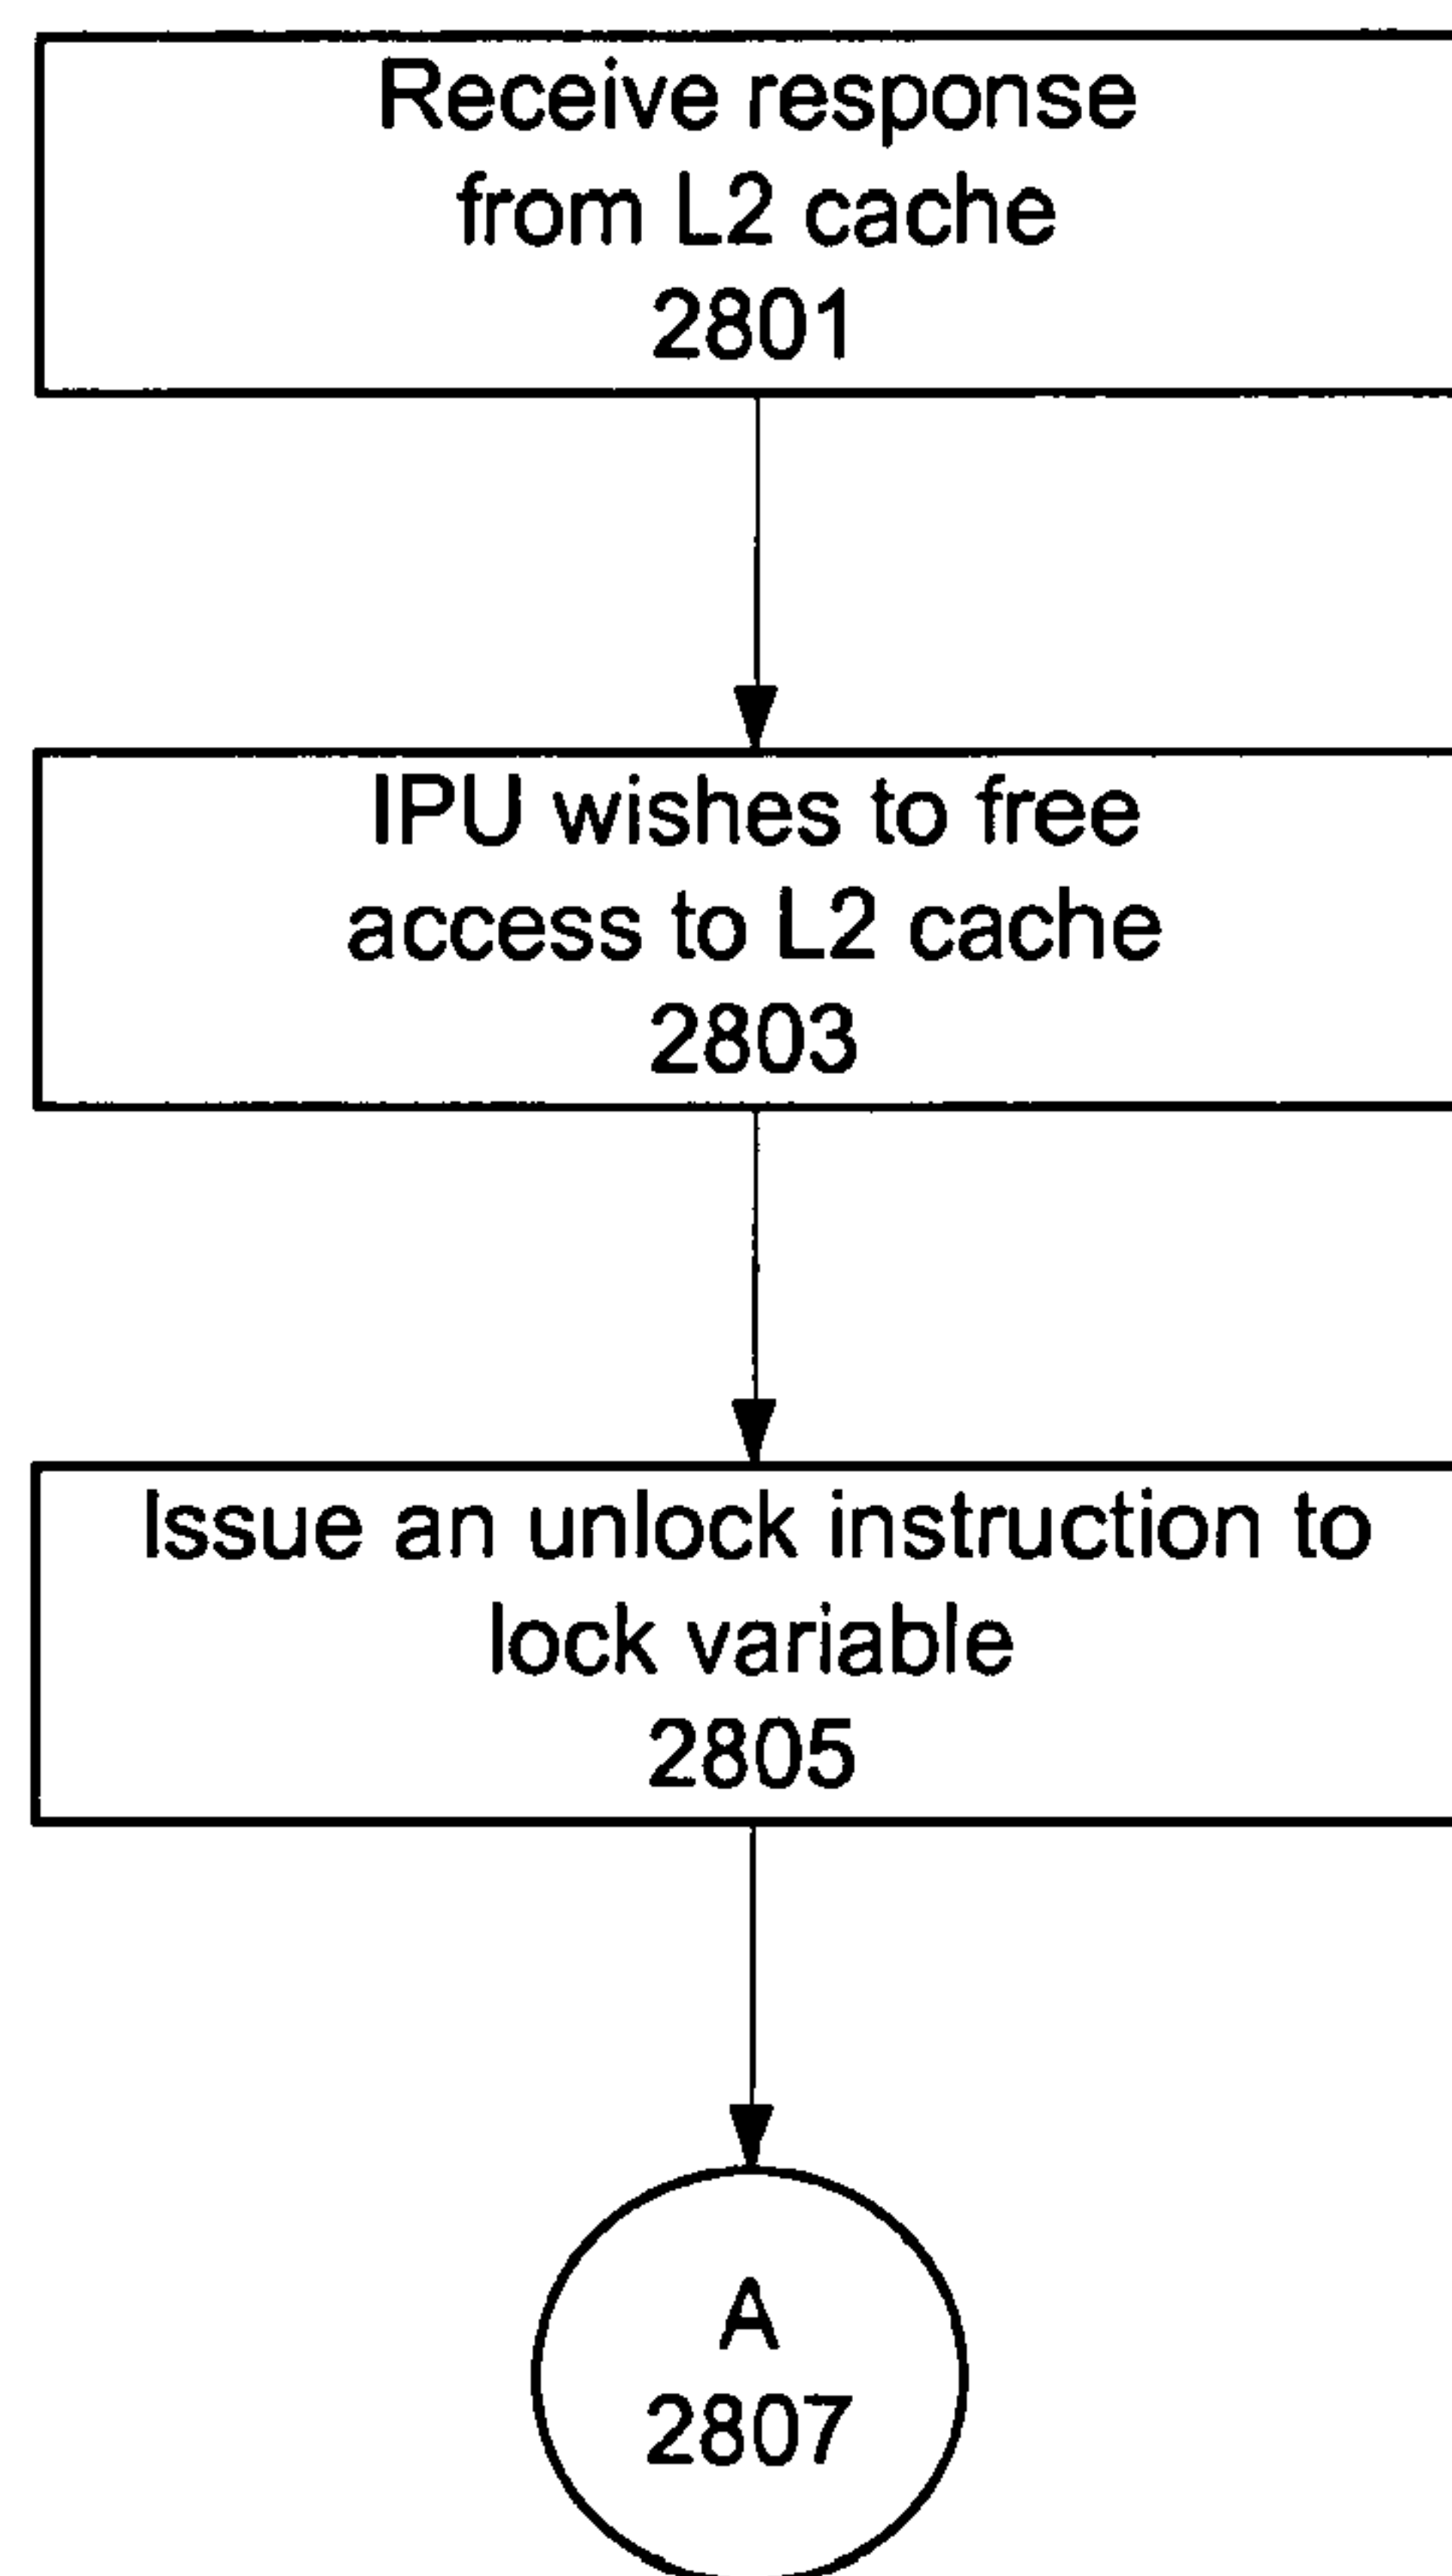 Receive response
from L2 cache
2801
IPU wishes to free
access to L2 cache
2803
Issue an unlock instruction to
lock variable
2805
A
2807